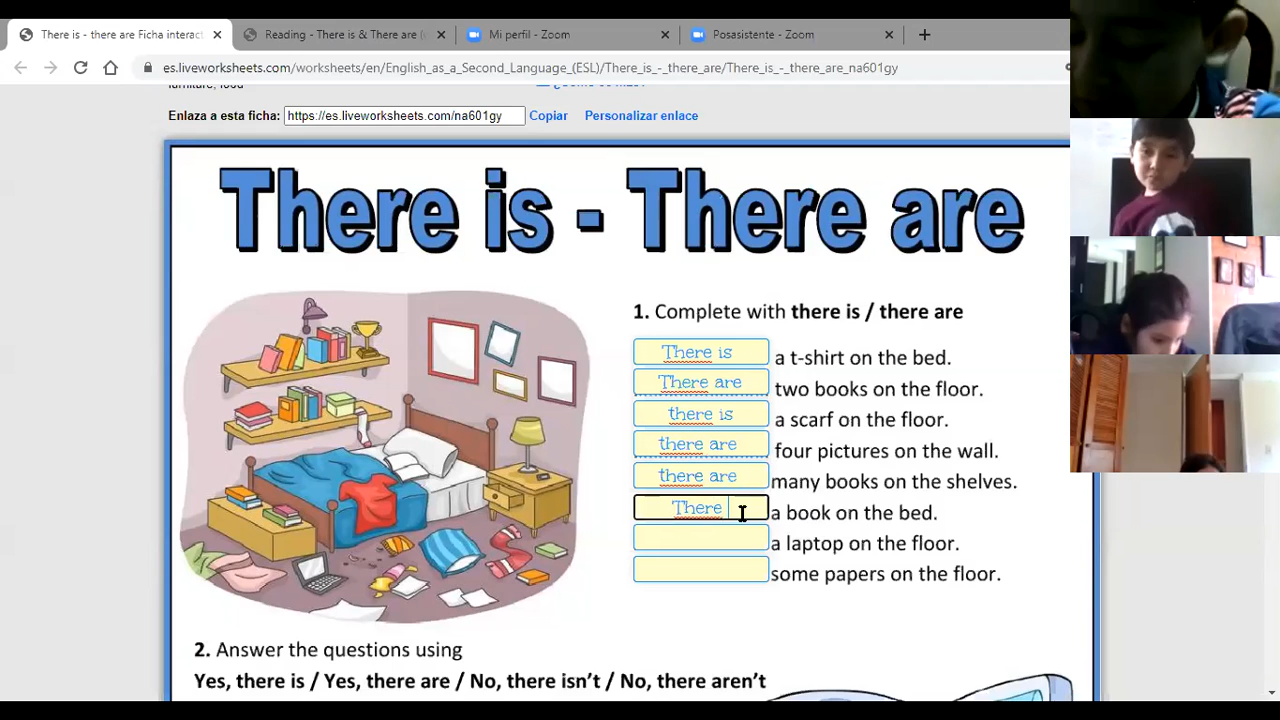 There is - there are Ficha interac
Reading - There is & There are (
Mi perfil - Zoom
Posasistente - Zoom
es.liveworksheets.com/worksheets/en/English_as_a_Second_Language_(ESL)/There_is_-_there_are/There_is_-_there_are_na601gy
Enlaza a esta ficha: https://es.liveworksheets.com/na601gy Copiar Personalizar enlace
There is - There are
1. Complete with there is / there are
There is a t-shirt on the bed.
There are two books on the floor.
there is a scarf on the floor.
there are four pictures on the wall.
there are many books on the shelves.
There a book on the bed.
a laptop on the floor.
some papers on the floor.
2. Answer the questions using
Yes, there is / Yes, there are / No, there isn't / No, there aren't